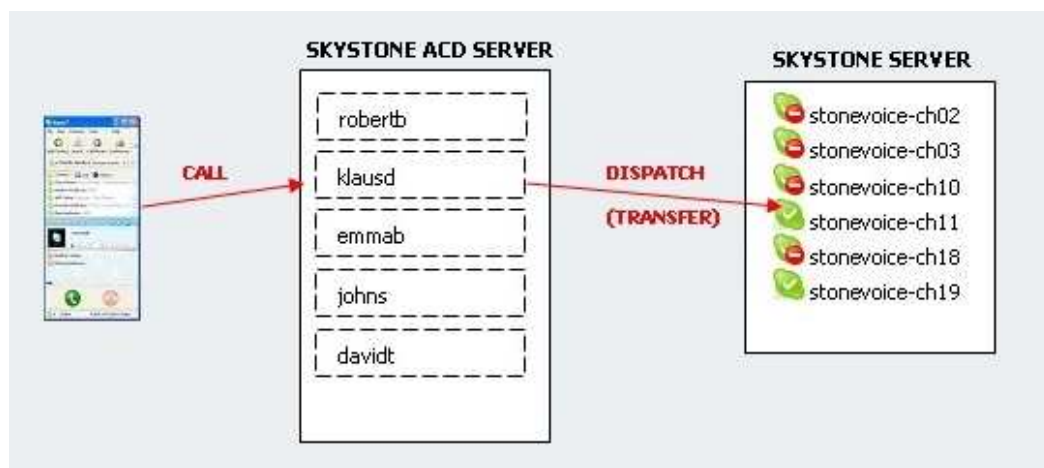 SKYSTONE ACD SERVER
SKYSTONE SERVER
robertb
klausd
emmab
johns
davidt
CALL
DISPATCH
(TRANSFER)
stonevoice-ch02
stonevoice-ch03
stonevoice-ch10
stonevoice-ch11
stonevoice-ch18
stonevoice-ch19